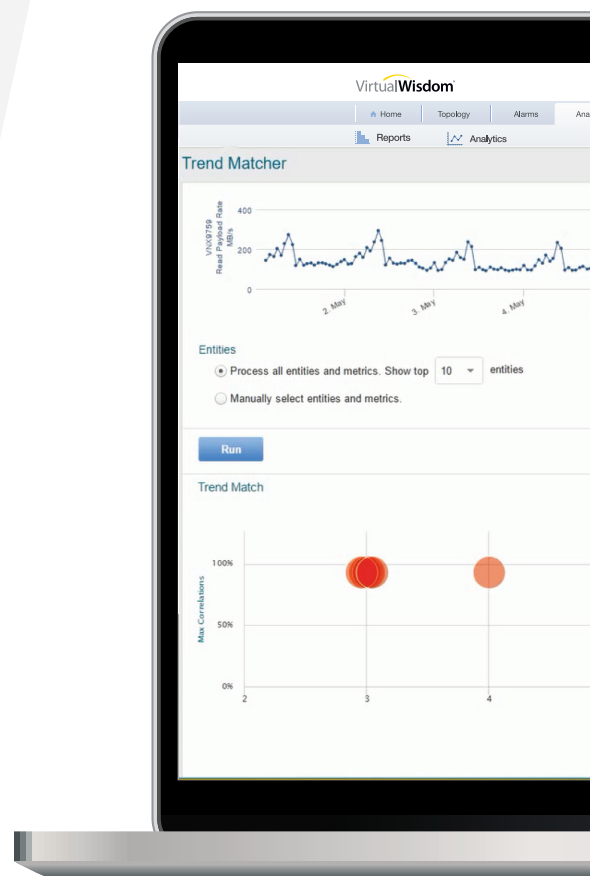 VirtualWisdom
Home Topology Alarms Ana
Reports Analytics
Trend Matcher
VNX9759
Read Payload Rate
MB/s
400
200
0
2. May 3. May 4. May
Entities
Process all entities and metrics. Show top 10 entities
Manually select entities and metrics.
Run
Trend Match
Max Correlations
100%
50%
0%
2 3 4